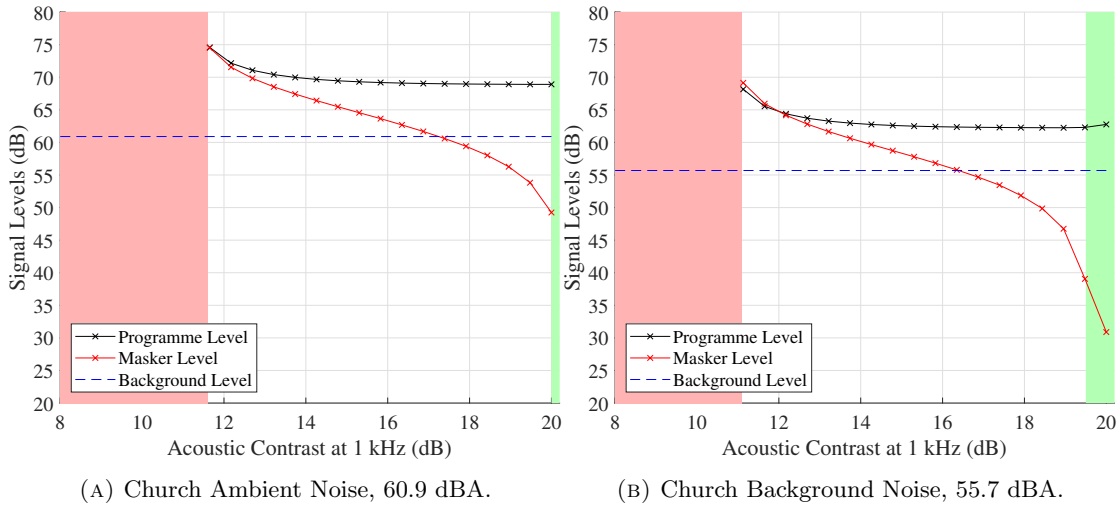 80
75
70
65
60
55
50
45
40
35
30
25
20
Signal Levels (dB)
Programme Level
Masker Level
Background Level
8 10 12 14 16 18 20
Acoustic Contrast at 1 kHz (dB)
(A) Church Ambient Noise, 60.9 dBA.
80
75
70
65
60
55
50
45
40
35
30
25
20
Signal Levels (dB)
Programme Level
Masker Level
Background Level
8 10 12 14 16 18 20
Acoustic Contrast at 1 kHz (dB)
(B) Church Background Noise, 55.7 dBA.